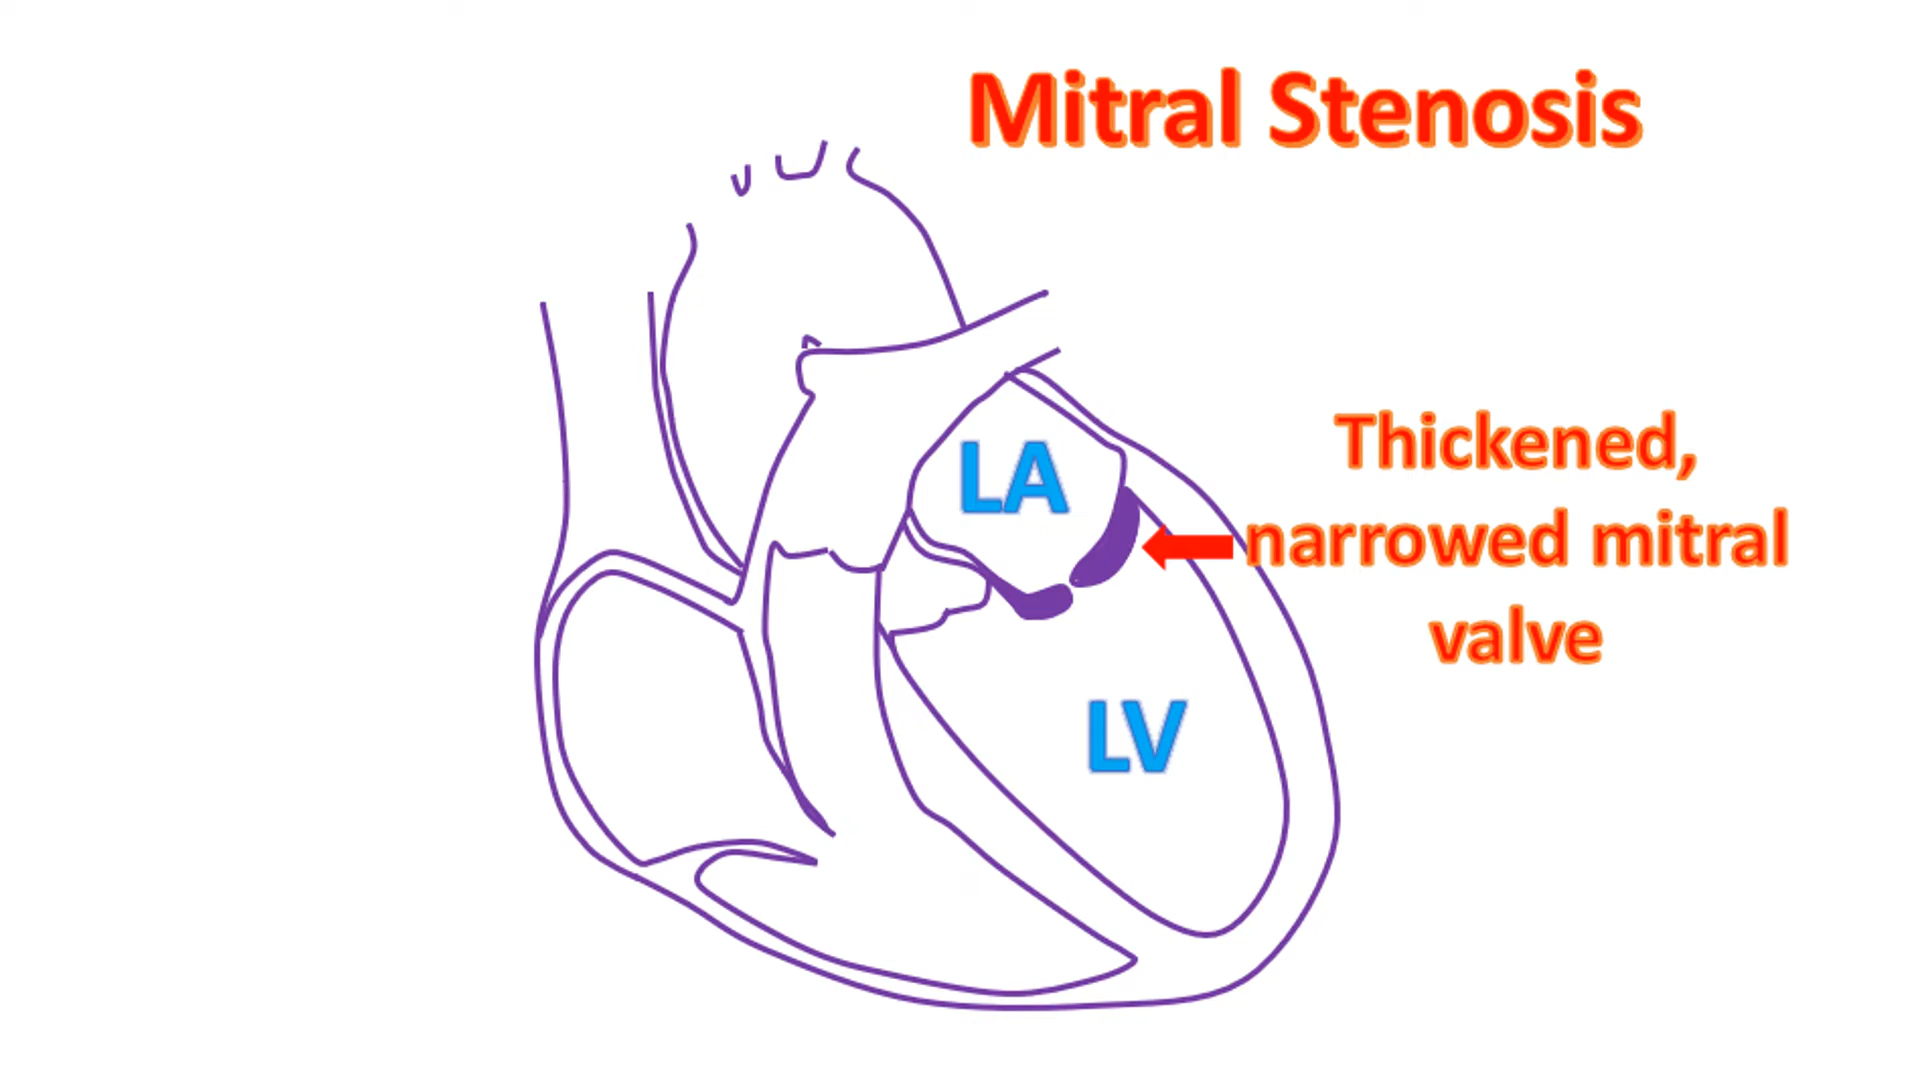 Mitral Stenosis
LA
Thickened,
narrowed mitral
valve
LV